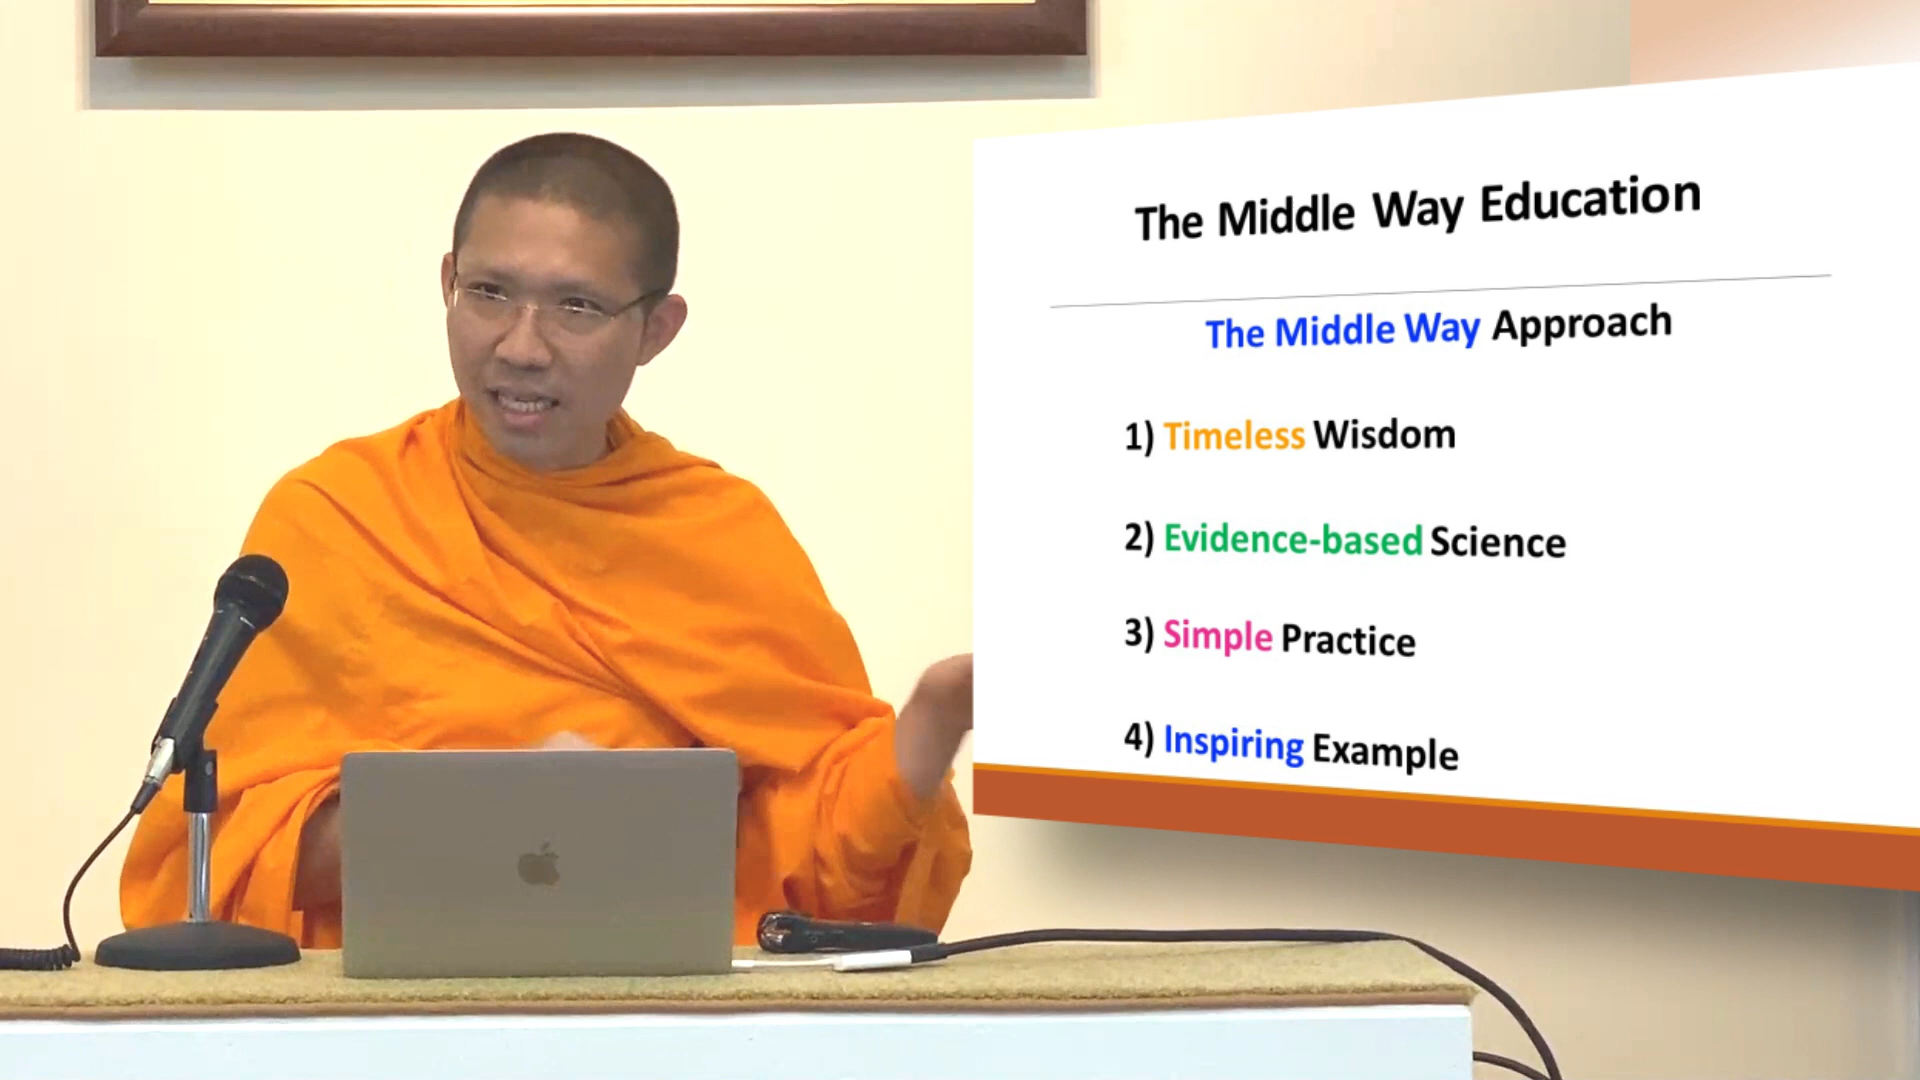 The Middle Way Education
The Middle Way Approach
1) Timeless Wisdom
2) Evidence-based Science
3) Simple Practice
4) Inspiring Example